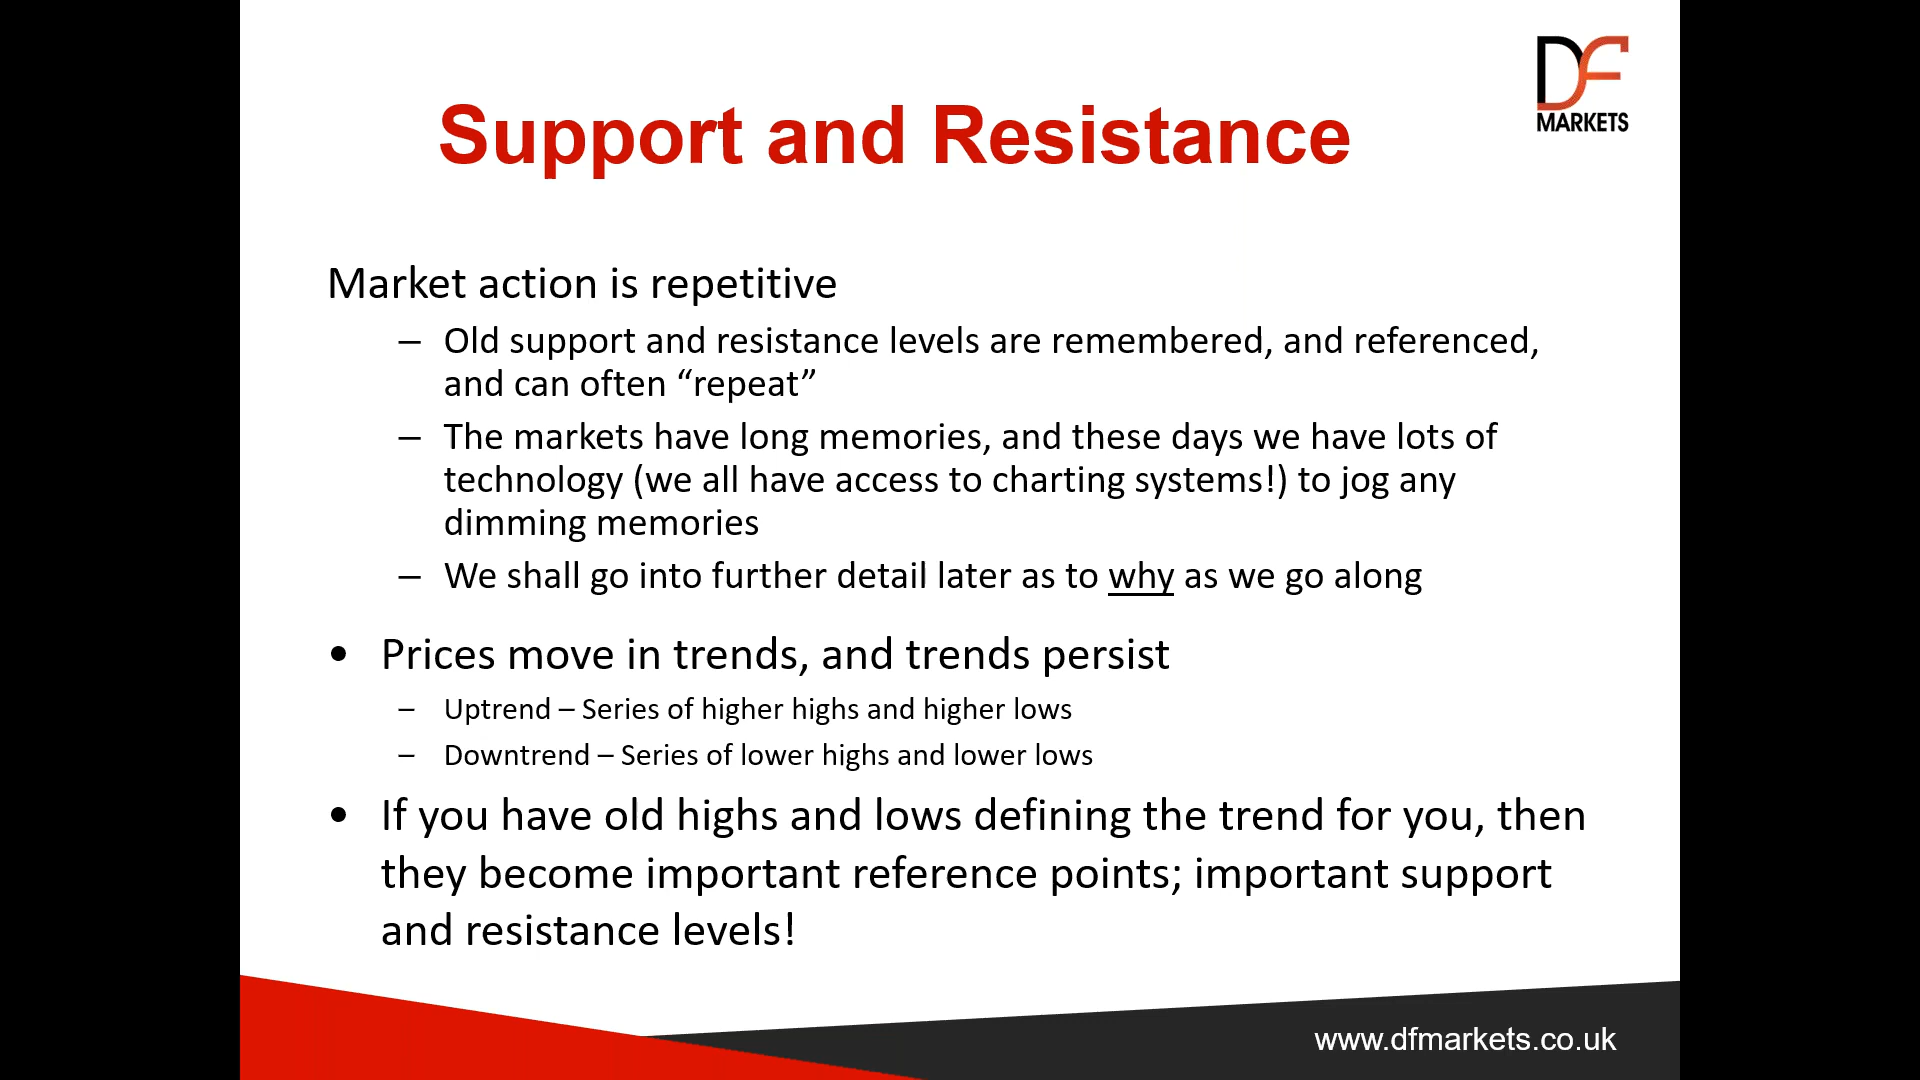 DF
MARKETS
Support and Resistance
Market action is repetitive
– Old support and resistance levels are remembered, and referenced,
and can often “repeat”
– The markets have long memories, and these days we have lots of
technology (we all have access to charting systems!) to jog any
dimming memories
– We shall go into further detail later as to why as we go along
• Prices move in trends, and trends persist
– Uptrend – Series of higher highs and higher lows
– Downtrend – Series of lower highs and lower lows
• If you have old highs and lows defining the trend for you, then
they become important reference points; important support
and resistance levels!
www.dfmarkets.co.uk